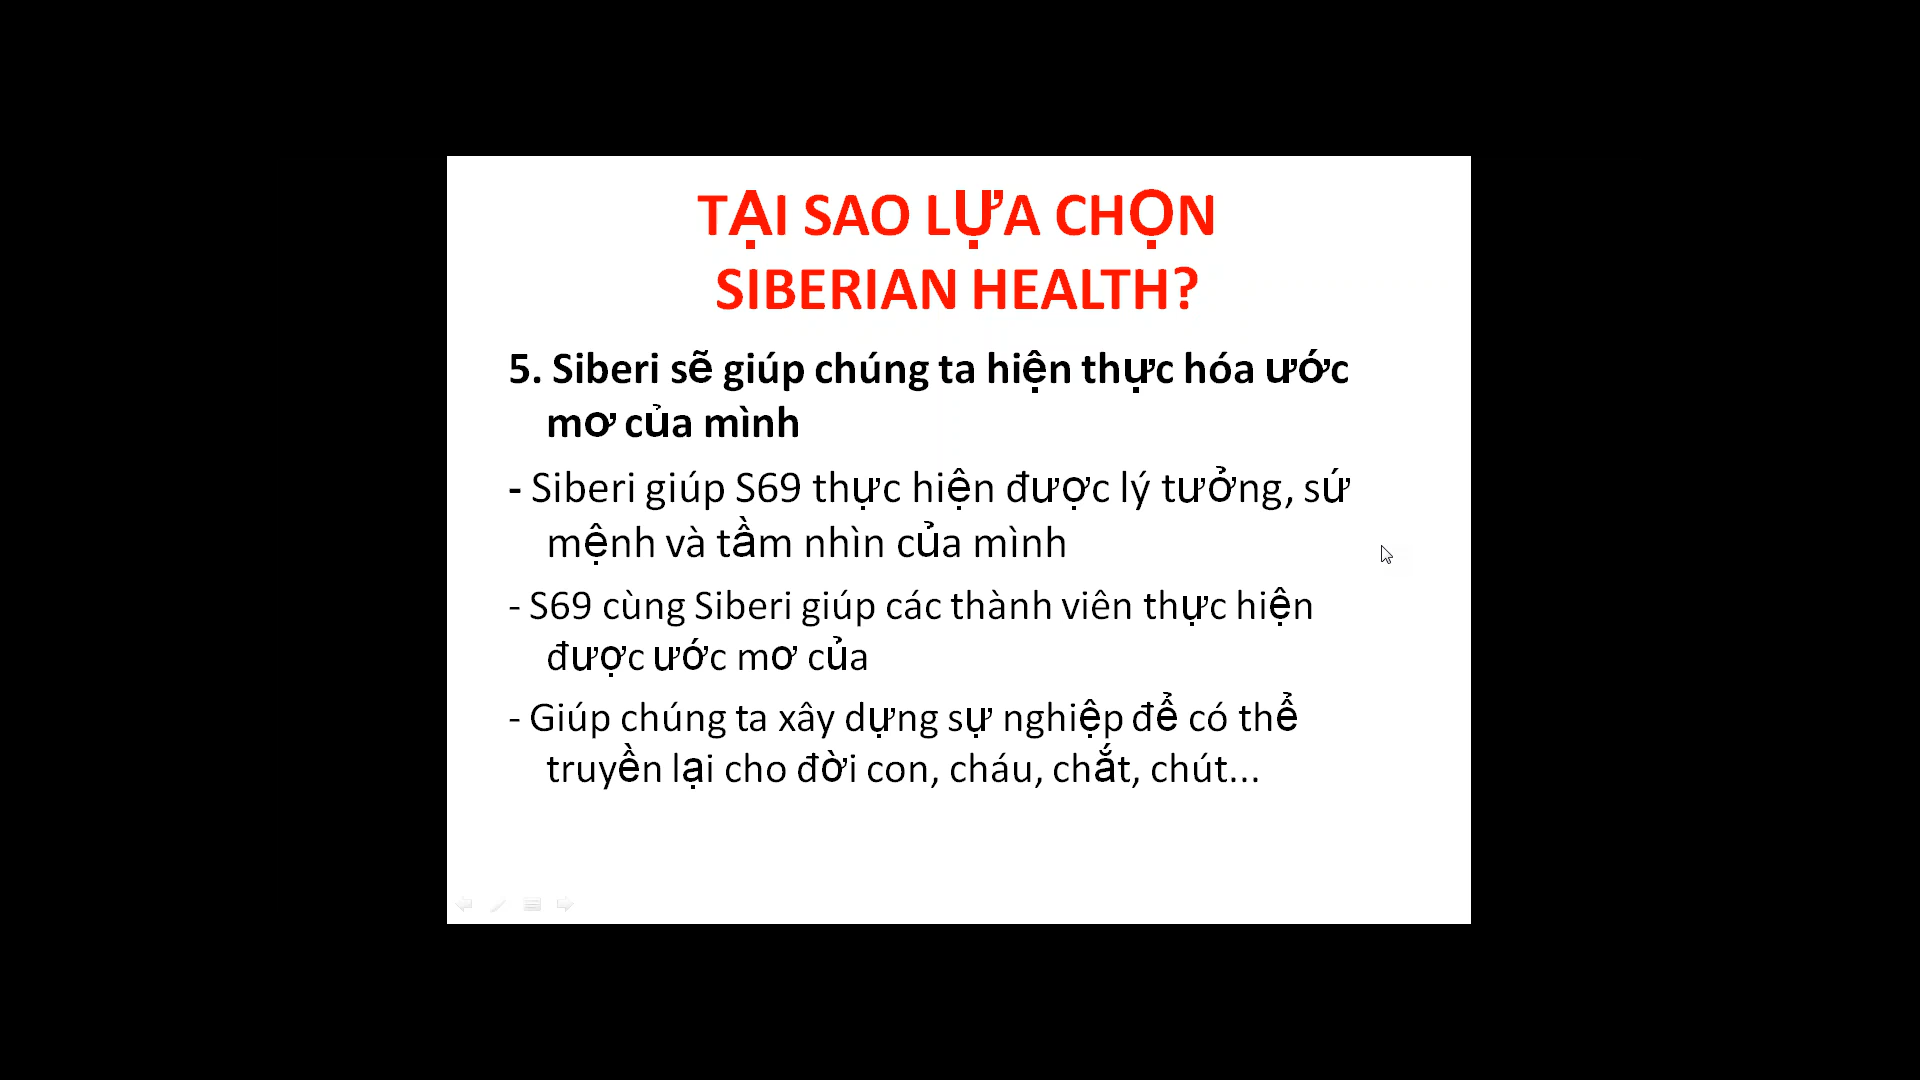 TẠI SAO LỰA CHỌN
SIBERIAN HEALTH?
5. Siberi sẽ giúp chúng ta hiện thực hóa ước
mơ của mình
- Siberi giúp S69 thực hiện được lý tưởng, sứ
mệnh và tầm nhìn của mình
- S69 cùng Siberi giúp các thành viên thực hiện
được ước mơ của
- Giúp chúng ta xây dựng sự nghiệp để có thể
truyền lại cho đời con, cháu, chắt, chút...